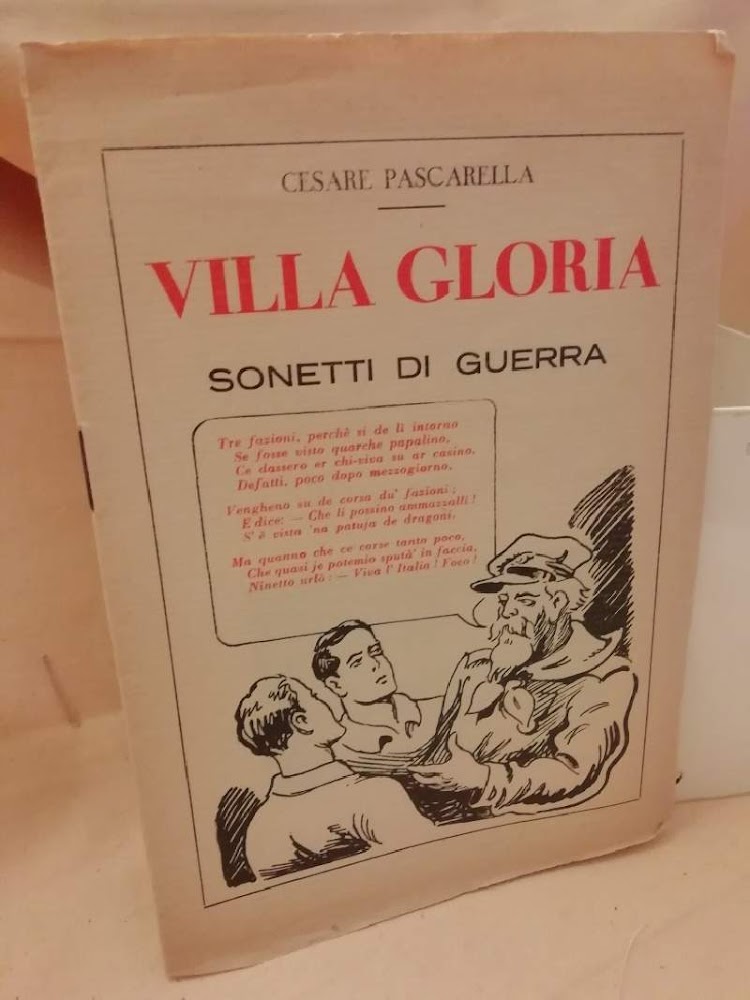 CESARE PASCARELLA
VILLA GLORIA
SONETTI DI GUERRA
Tre fazioni, perchè si de lì intorno
Se fosse visto quarche papalino,
Ce dassero er chi-viva su ar casino.
Defatti, poco dopo mezzogiorno,
Vengheno su de corsa du' fazioni;
E dice: — Che li possino ammazzalli!
S'è vista 'na patuja de dragoni.
Ma quanno che ce corse tanto poco,
Che quasi je potemio sputà' in faccia,
Ninetto urlò: — Viva l'Italia! Foco!